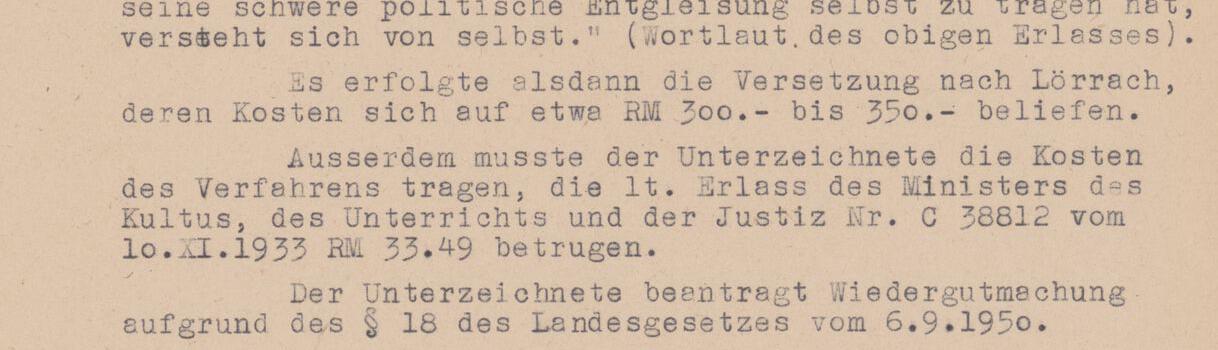 seine schwere politische Entgleisung selbst zu tragen hat,
versteht sich von selbst." (Wortlaut des obigen Erlasses).
Es erfolgte alsdann die Versetzung nach Lörrach,
deren Kosten sich auf etwa RM 3oo.- bis 35o.- beliefen.
Ausserdem musste der Unterzeichnete die Kosten
des Verfahrens tragen, die lt. Erlass des Ministers des
Kultus, des Unterrichts und der Justiz Nr. C 38812 vom
lo.XI.1933 RM 33.49 betrugen.
Der Unterzeichnete beantragt Wiedergutmachung
aufgrund des § 18 des Landesgesetzes vom 6.9.195o.